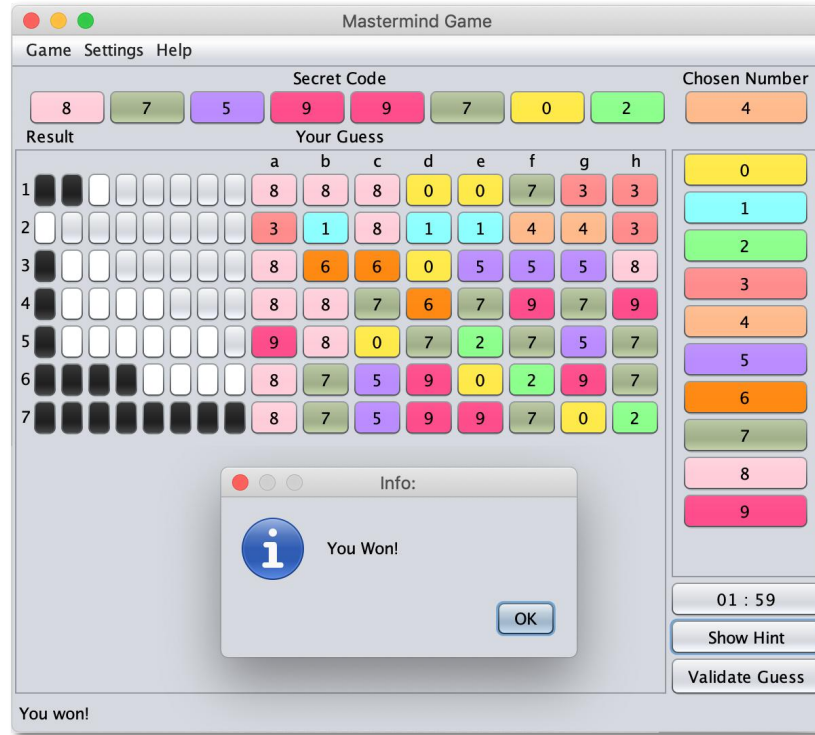 Mastermind Game
Game Settings Help
Secret Code Chosen Number
8 7 5 9 9 7 0 2 4
Result Your Guess
a b c d e f g h
1 8 8 8 0 0 7 3 3
2 3 1 8 1 1 4 4 3
3 8 6 6 0 5 5 5 8
4 8 8 7 6 7 9 7 9
5 9 8 0 7 2 7 5 7
6 8 7 5 9 0 2 9 7
7 8 7 5 9 9 7 0 2
0
1
2
3
4
5
6
7
8
9
Info:
You Won!
OK
01 : 59
Show Hint
Validate Guess
You won!